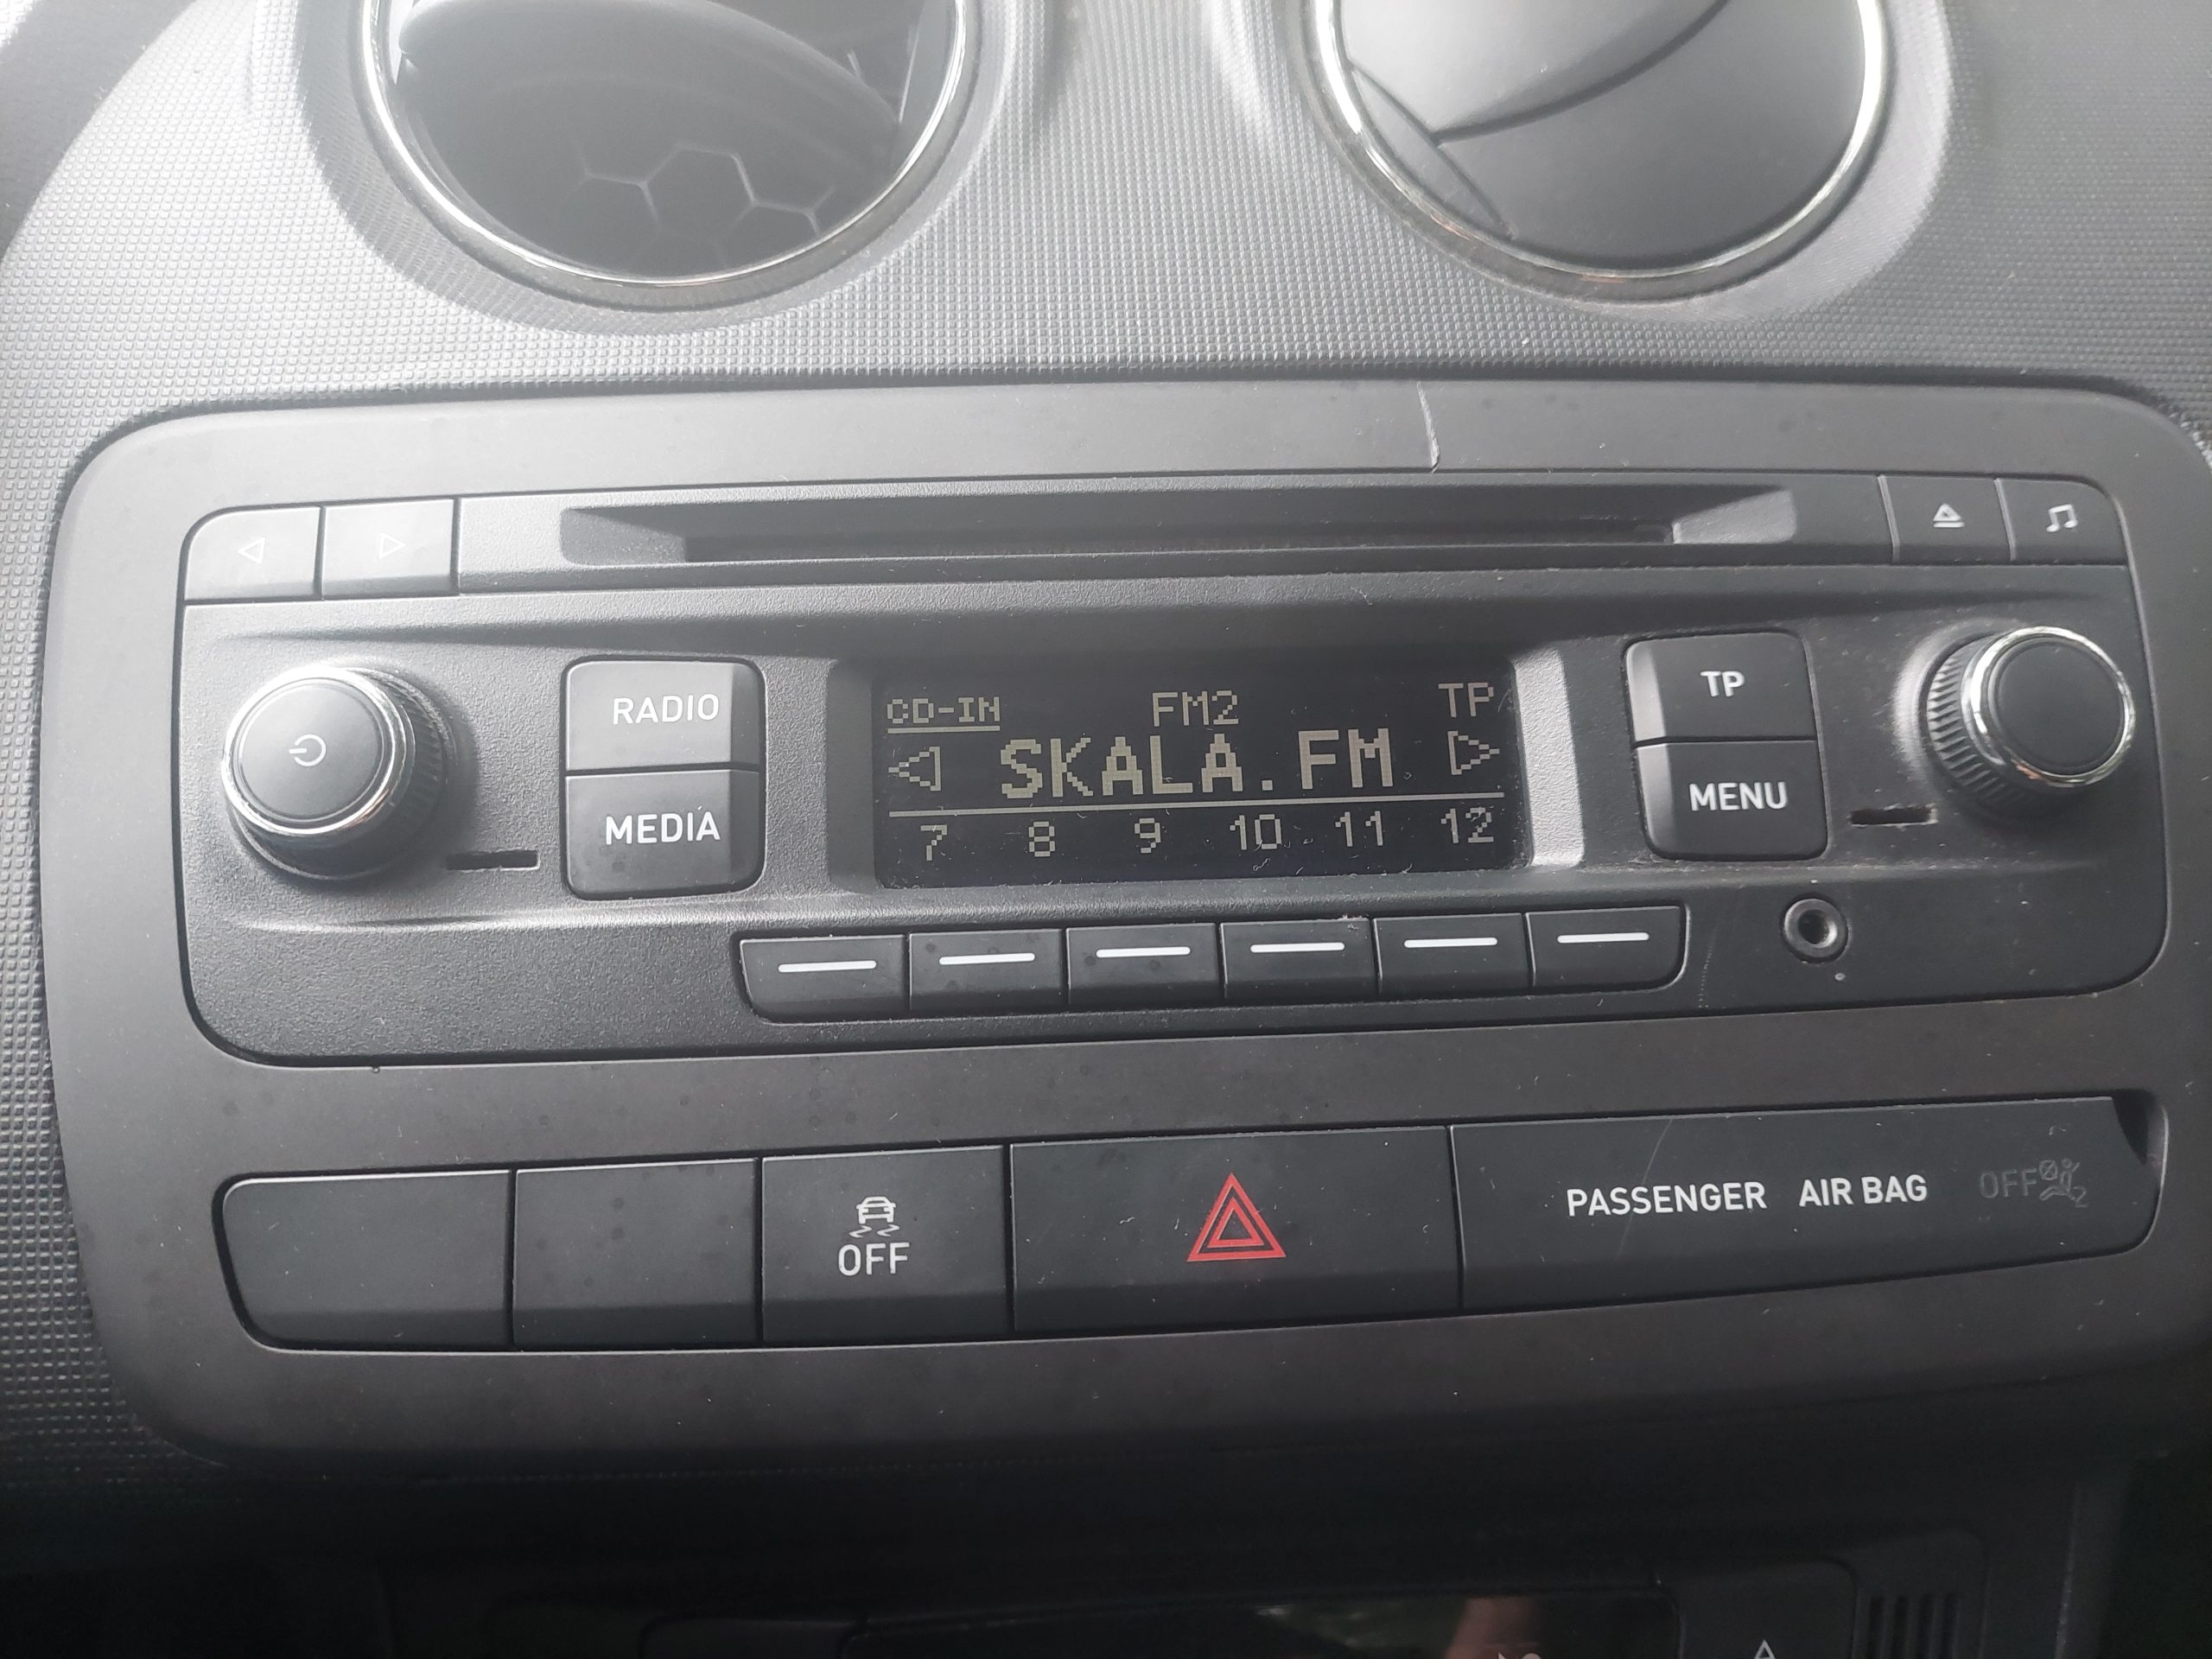 RADIO
MEDIA
CD-IN FM2 TP
SKALA.FM
7 8 9 10 11 12
TP
MENU
OFF
PASSENGER AIR BAG OFF